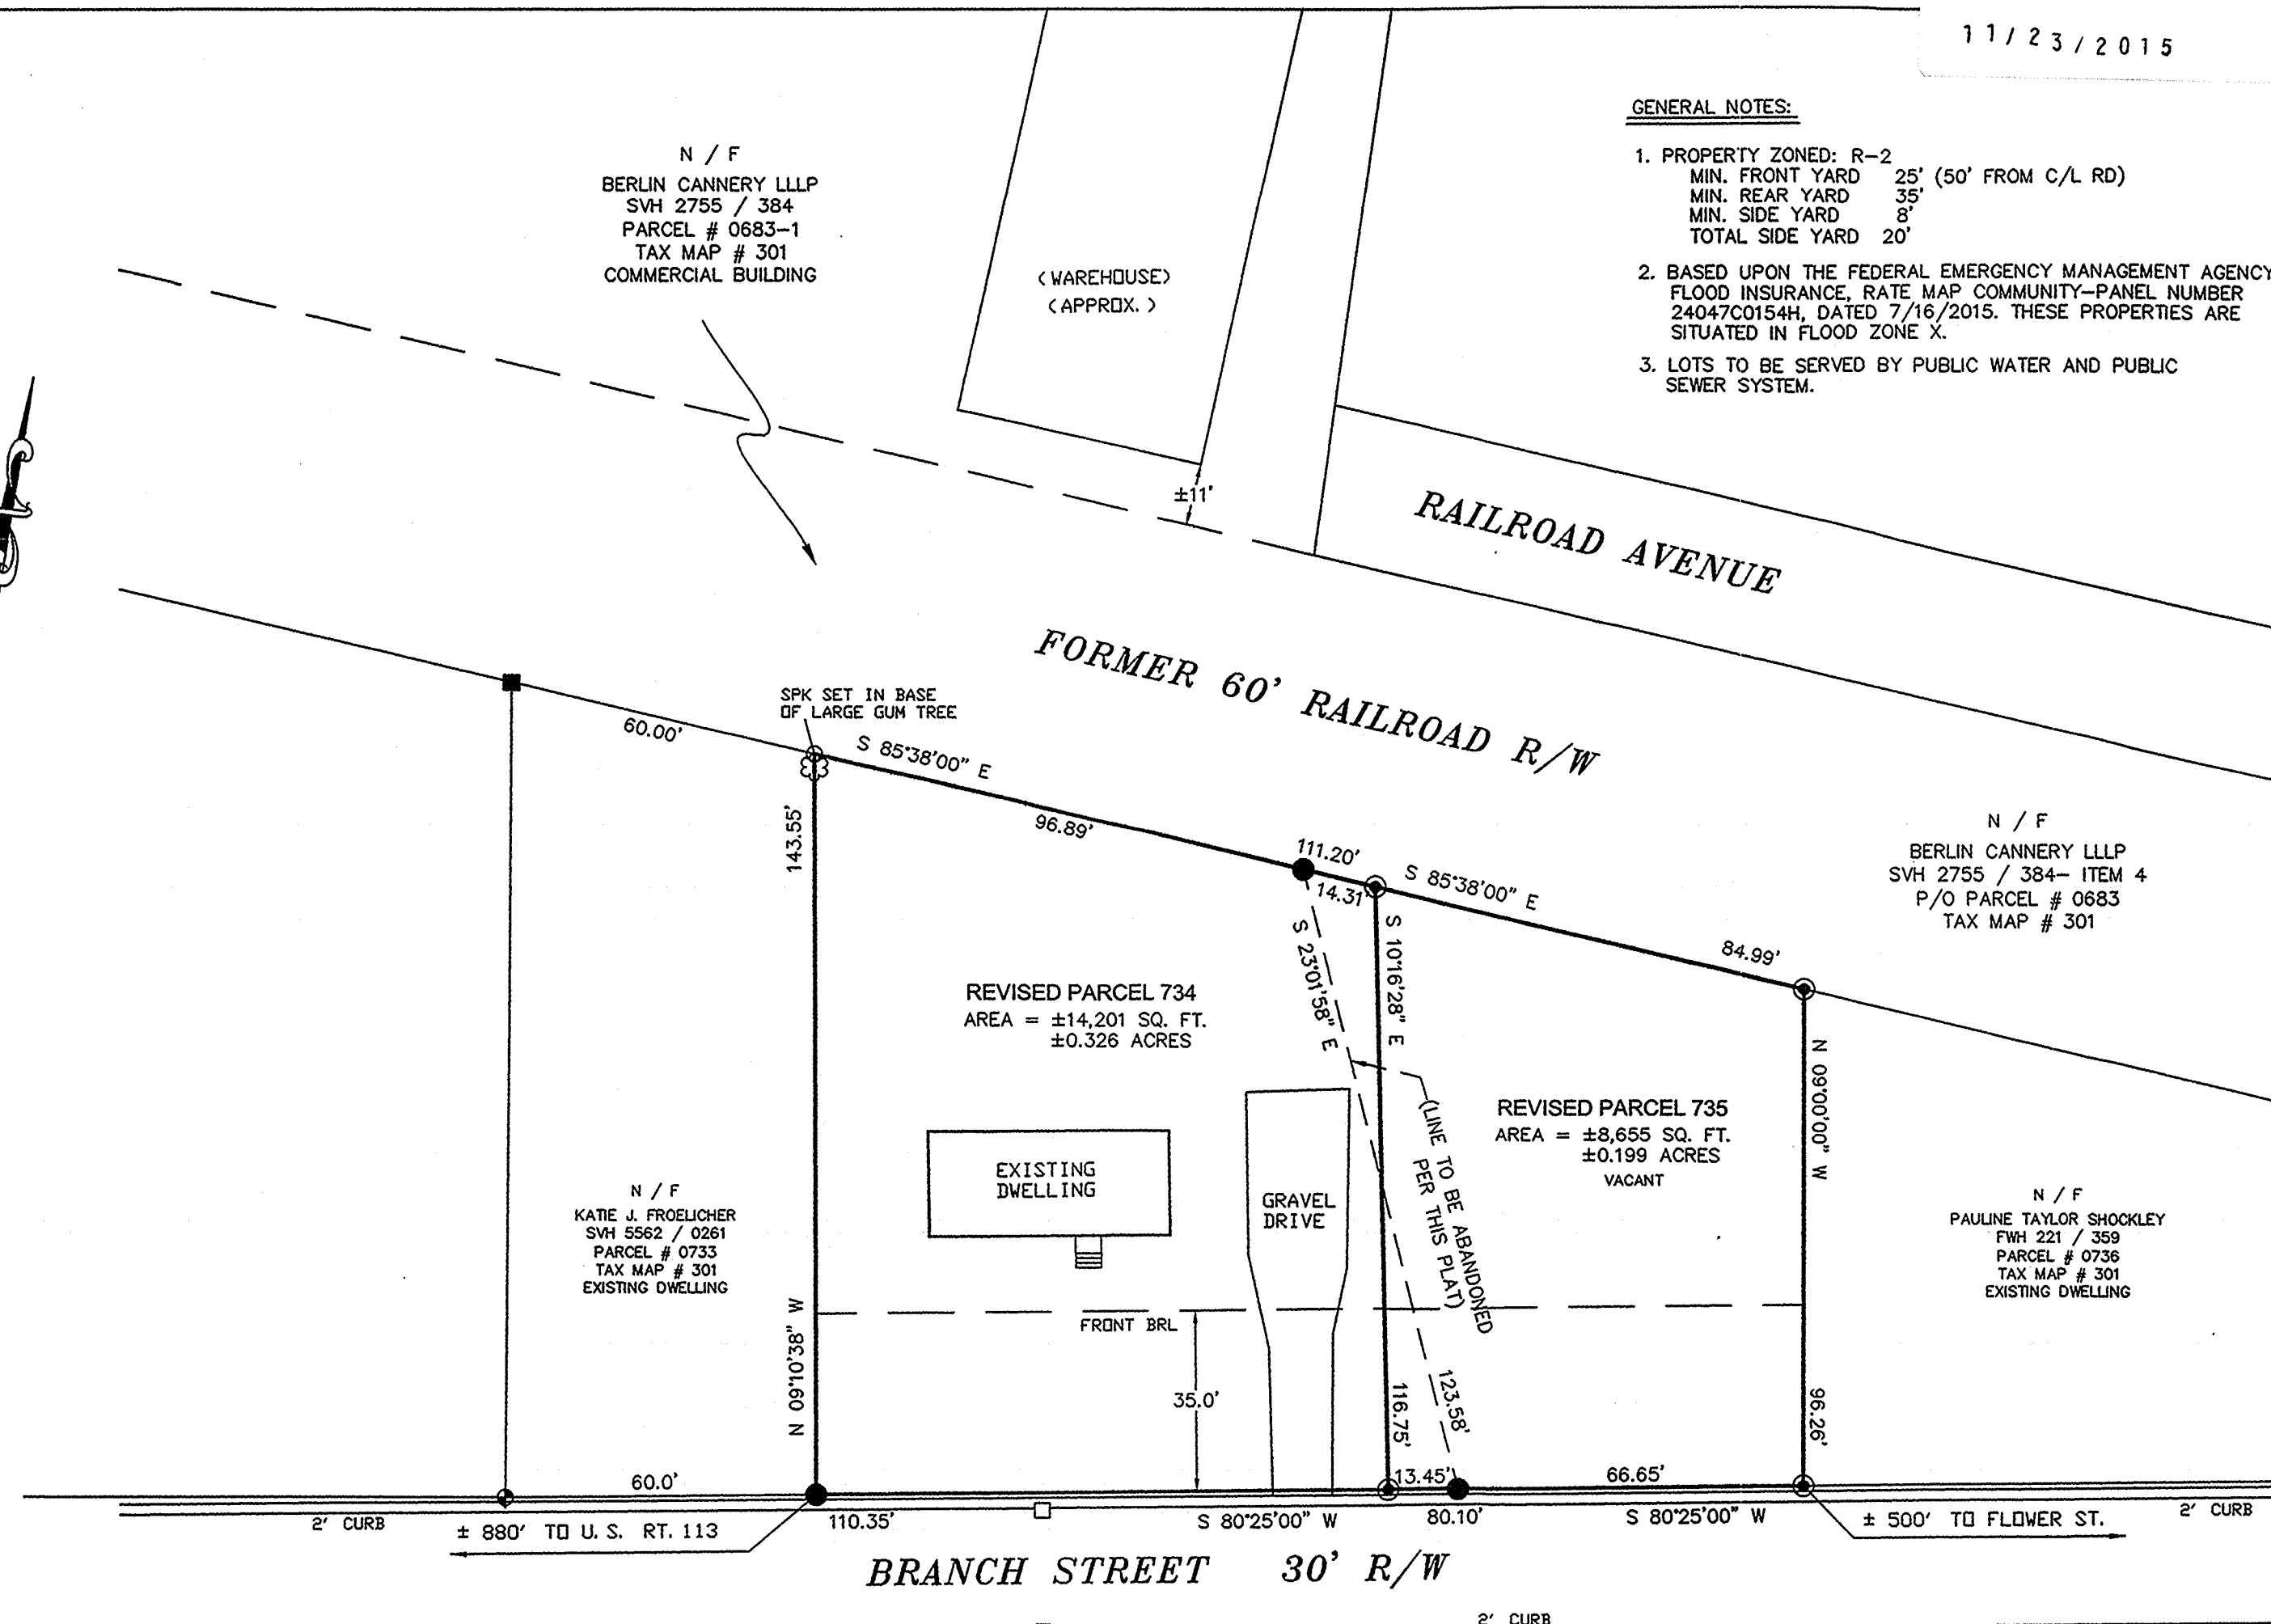 11/23/2015
GENERAL NOTES:
1. PROPERTY ZONED: R-2
MIN. FRONT YARD 25' (50' FROM C/L RD)
MIN. REAR YARD 35'
MIN. SIDE YARD 8'
TOTAL SIDE YARD 20'
2. BASED UPON THE FEDERAL EMERGENCY MANAGEMENT AGENCY
FLOOD INSURANCE, RATE MAP COMMUNITY-PANEL NUMBER
24047C0154H, DATED 7/16/2015. THESE PROPERTIES ARE
SITUATED IN FLOOD ZONE X.
3. LOTS TO BE SERVED BY PUBLIC WATER AND PUBLIC
SEWER SYSTEM.
N / F
BERLIN CANNERY LLLP
SVH 2755 / 384
PARCEL # 0683-1
TAX MAP # 301
COMMERCIAL BUILDING
(WAREHOUSE)
(APPROX.)
±11'
RAILROAD AVENUE
FORMER 60' RAILROAD R/W
SPK SET IN BASE
OF LARGE GUM TREE
60.00'
S 85°38'00" E
96.89'
111.20'
14.31'
S 85°38'00" E
84.99'
N / F
BERLIN CANNERY LLLP
SVH 2755 / 384- ITEM 4
P/O PARCEL # 0683
TAX MAP # 301
143.55'
N 09°10'38" W
S 23°01'58" E
S 10°16'28" E
N 09°00'00" W
REVISED PARCEL 734
AREA = ±14,201 SQ. FT.
±0.326 ACRES
REVISED PARCEL 735
AREA = ±8,655 SQ. FT.
±0.199 ACRES
VACANT
(LINE TO BE ABANDONED
PER THIS PLAT)
EXISTING
DWELLING
GRAVEL
DRIVE
N / F
KATIE J. FROELICHER
SVH 5562 / 0261
PARCEL # 0733
TAX MAP # 301
EXISTING DWELLING
N / F
PAULINE TAYLOR SHOCKLEY
FWH 221 / 359
PARCEL # 0736
TAX MAP # 301
EXISTING DWELLING
FRONT BRL
35.0'
116.75'
123.58'
96.26'
60.0'
13.45'
66.65'
2' CURB
± 880' TO U.S. RT. 113
110.35'
S 80°25'00" W
80.10'
S 80°25'00" W
± 500' TO FLOWER ST.
2' CURB
BRANCH STREET 30' R/W
2' CURB